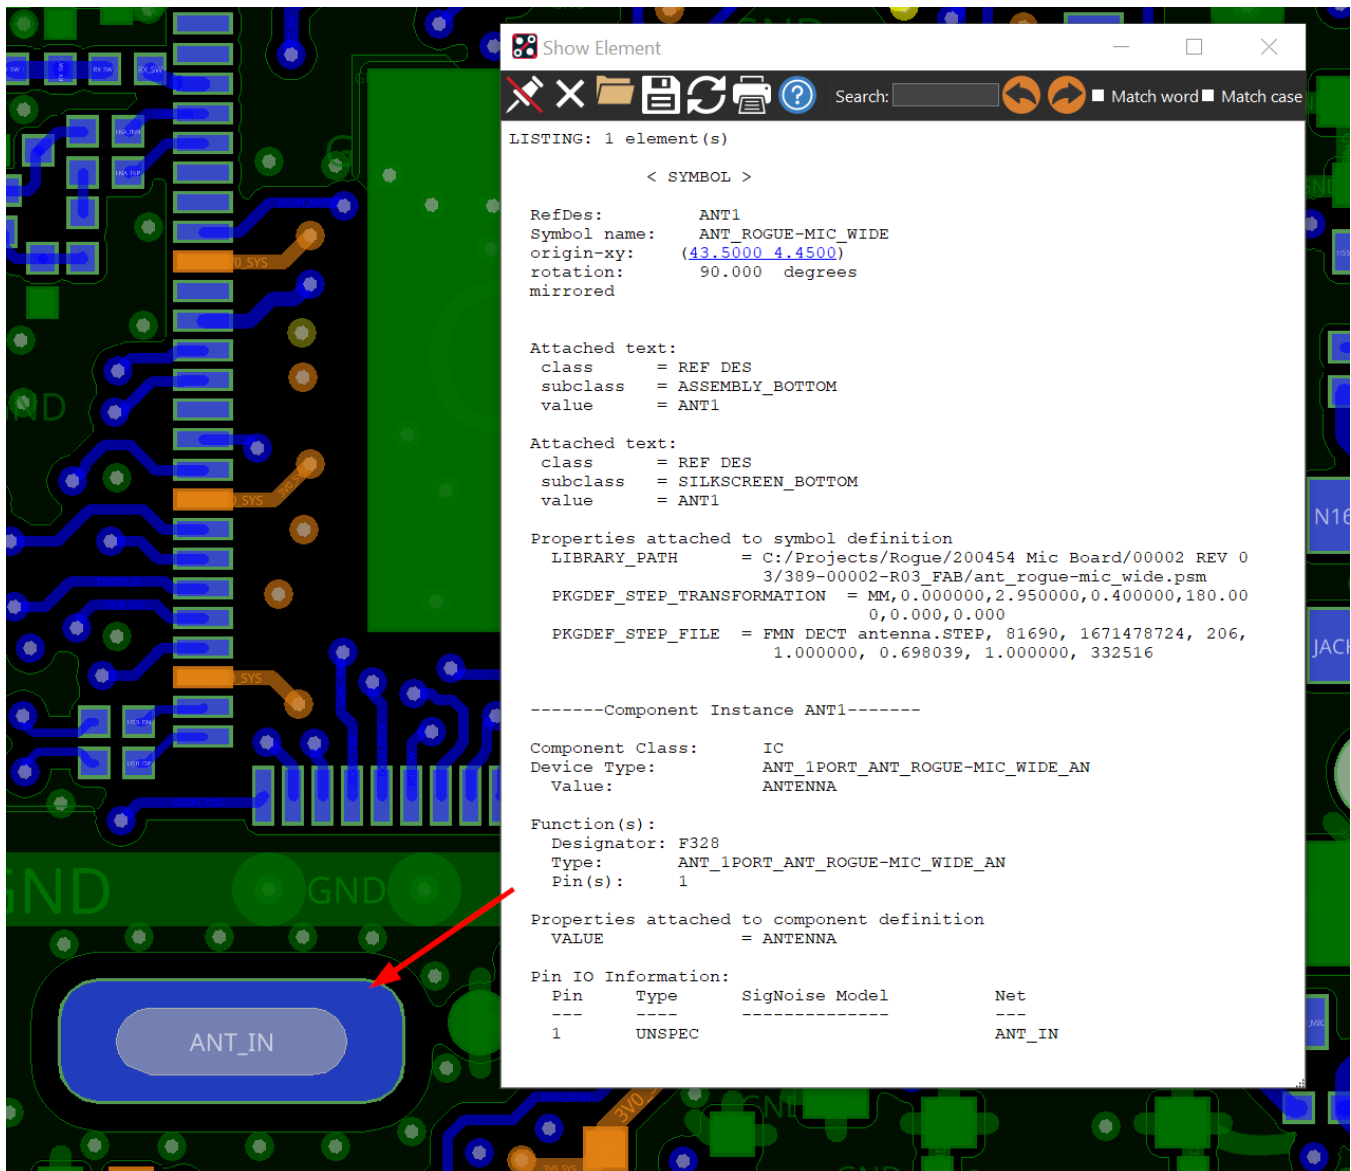 Show Element
Search:
Match word
Match case
LISTING: 1 element(s)
< SYMBOL >
RefDes: ANT1
Symbol name: ANT_ROGUE-MIC_WIDE
origin-xy: (43.5000 4.4500)
rotation: 90.000 degrees
mirrored
Attached text:
class = REF DES
subclass = ASSEMBLY_BOTTOM
value = ANT1
Attached text:
class = REF DES
subclass = SILKSCREEN_BOTTOM
value = ANT1
Properties attached to symbol definition
LIBRARY_PATH = C:/Projects/Rogue/200454 Mic Board/00002 REV 0
3/389-00002-R03_FAB/ant_rogue-mic_wide.psm
PKGDEF_STEP_TRANSFORMATION = MM,0.000000,2.950000,0.400000,180.00
0,0.000,0.000
PKGDEF_STEP_FILE = FMN DECT antenna.STEP, 81690, 1671478724, 206,
1.000000, 0.698039, 1.000000, 332516
-------Component Instance ANT1-------
Component Class: IC
Device Type: ANT_1PORT_ANT_ROGUE-MIC_WIDE_AN
Value: ANTENNA
Function(s):
Designator: F328
Type: ANT_1PORT_ANT_ROGUE-MIC_WIDE_AN
Pin(s): 1
Properties attached to component definition
VALUE = ANTENNA
Pin IO Information:
Pin Type SigNoise Model Net
--- ---- -------------- ---
1 UNSPEC ANT_IN
RX_SW
GND
GND
ANT_IN
3V0_SYS
N16
JACK